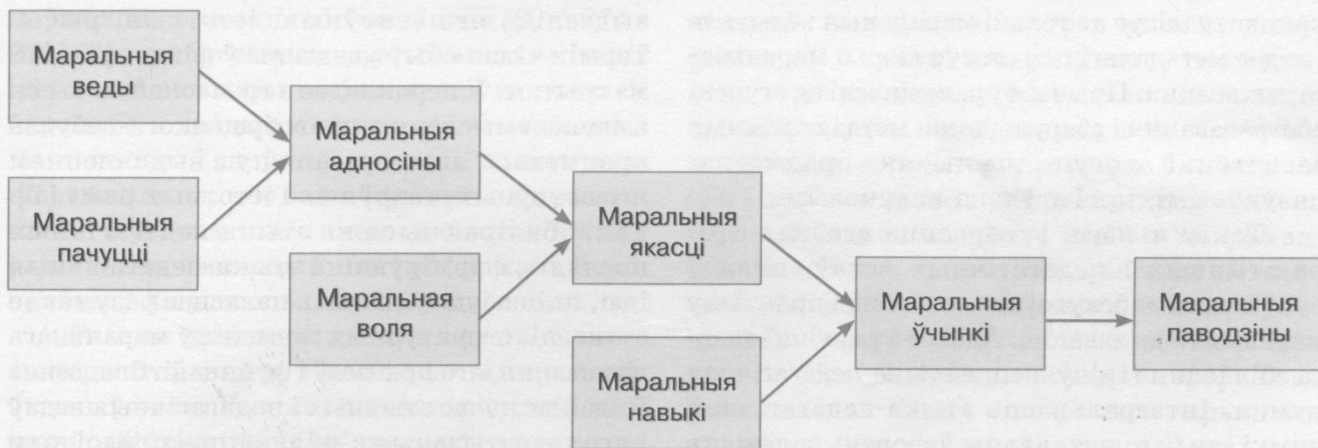 Маральныя
веды
Маральныя
пачуцці
Маральныя
адносіны
Маральная
воля
Маральныя
якасці
Маральныя
навыкі
Маральныя
ўчынкі
Маральныя
паводзіны